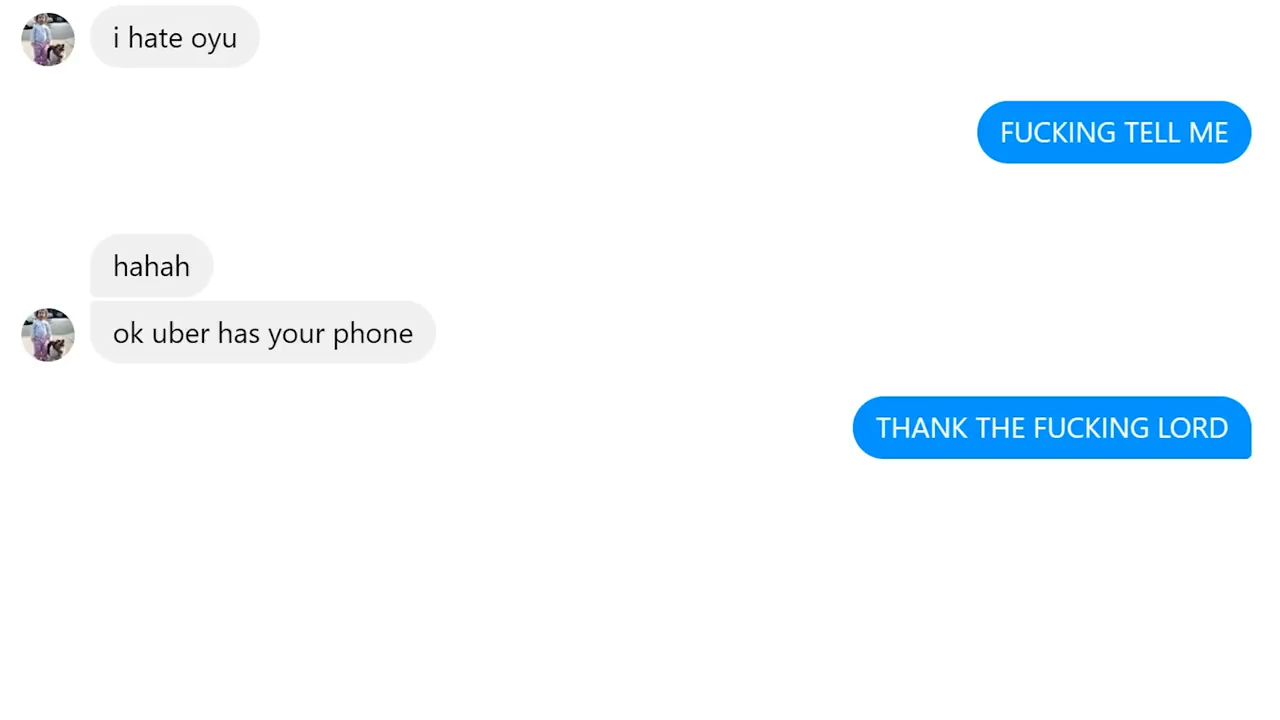 i hate oyu
FUCKING TELL ME
hahah
ok uber has your phone
THANK THE FUCKING LORD